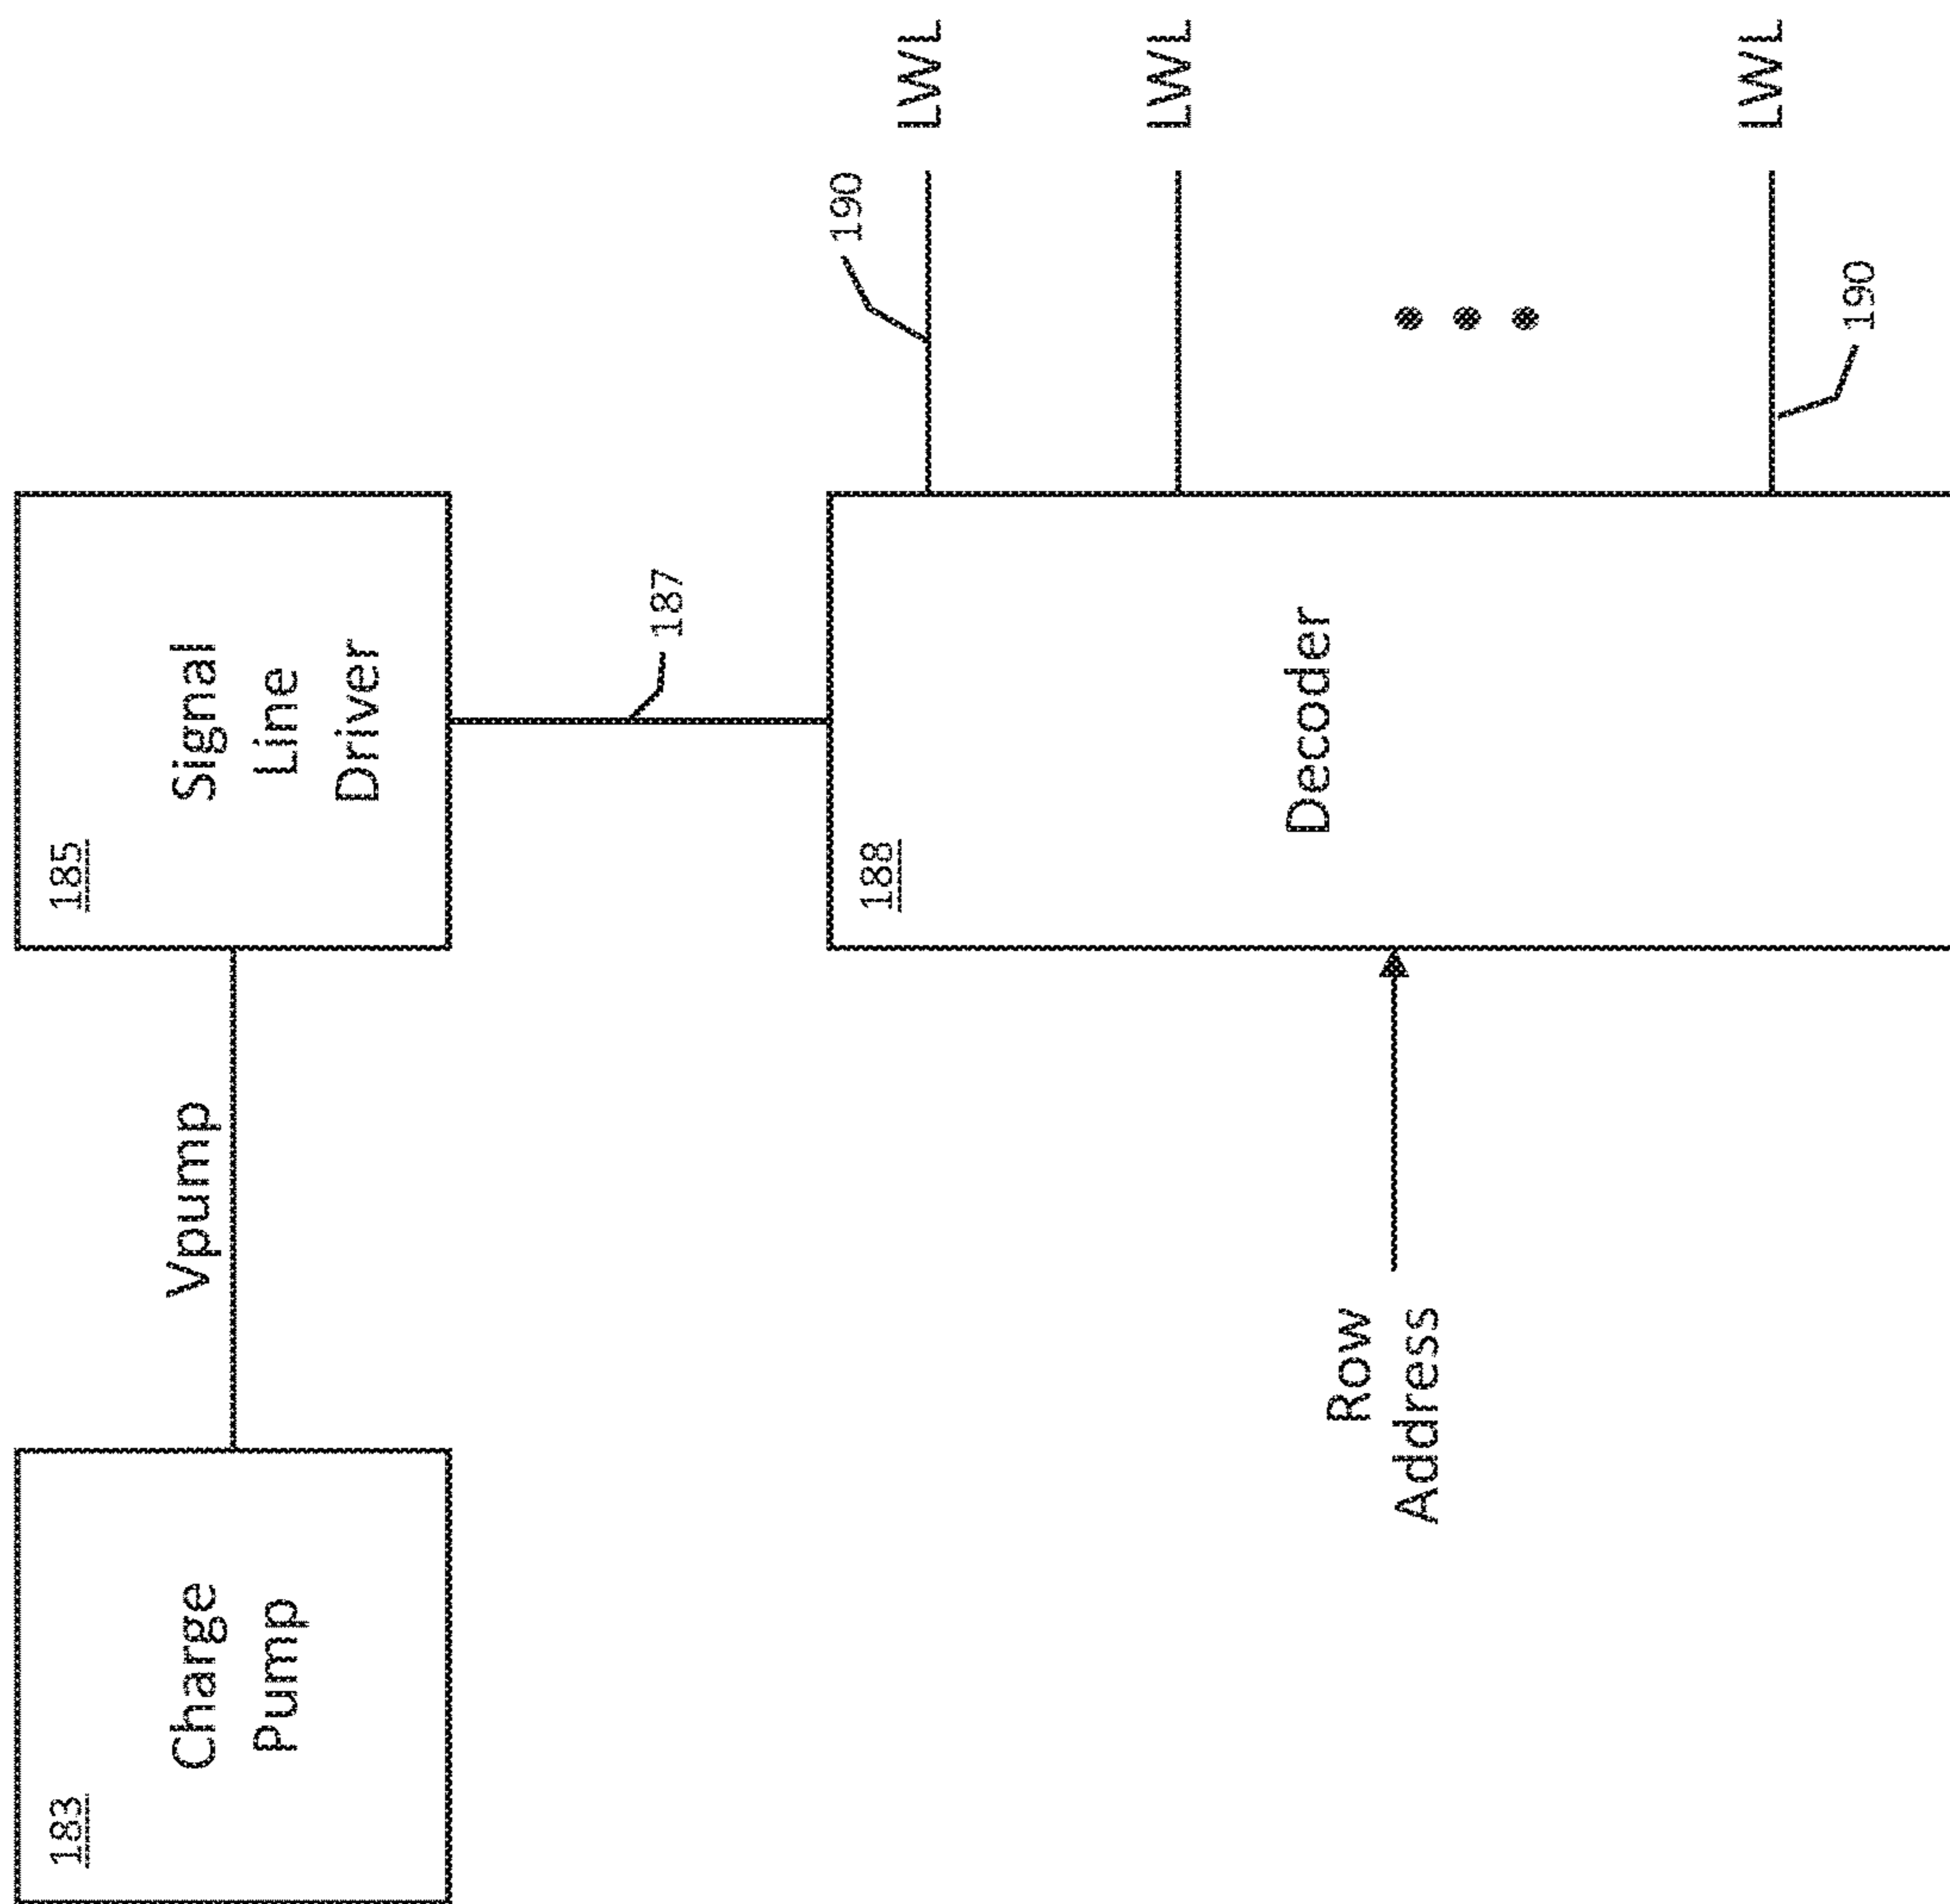 183
Charge
Pump
Vpump
185
Signal
Line
Driver
187
188
Decoder
Row
Address
190
LWL
LWL
190
LWL